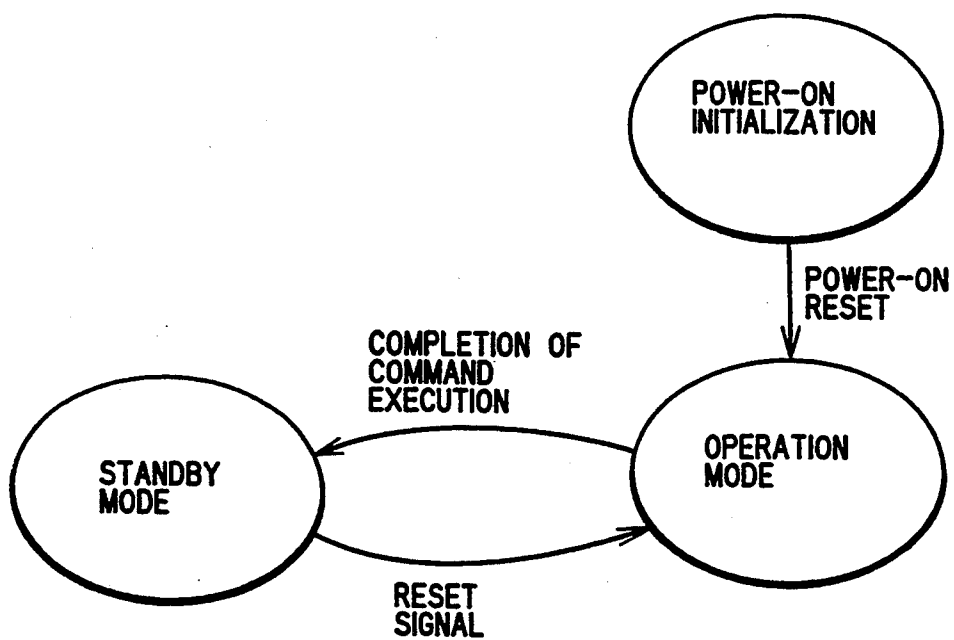 POWER-ON
INITIALIZATION
POWER-ON
RESET
COMPLETION OF
COMMAND
EXECUTION
OPERATION
MODE
STANDBY
MODE
RESET
SIGNAL